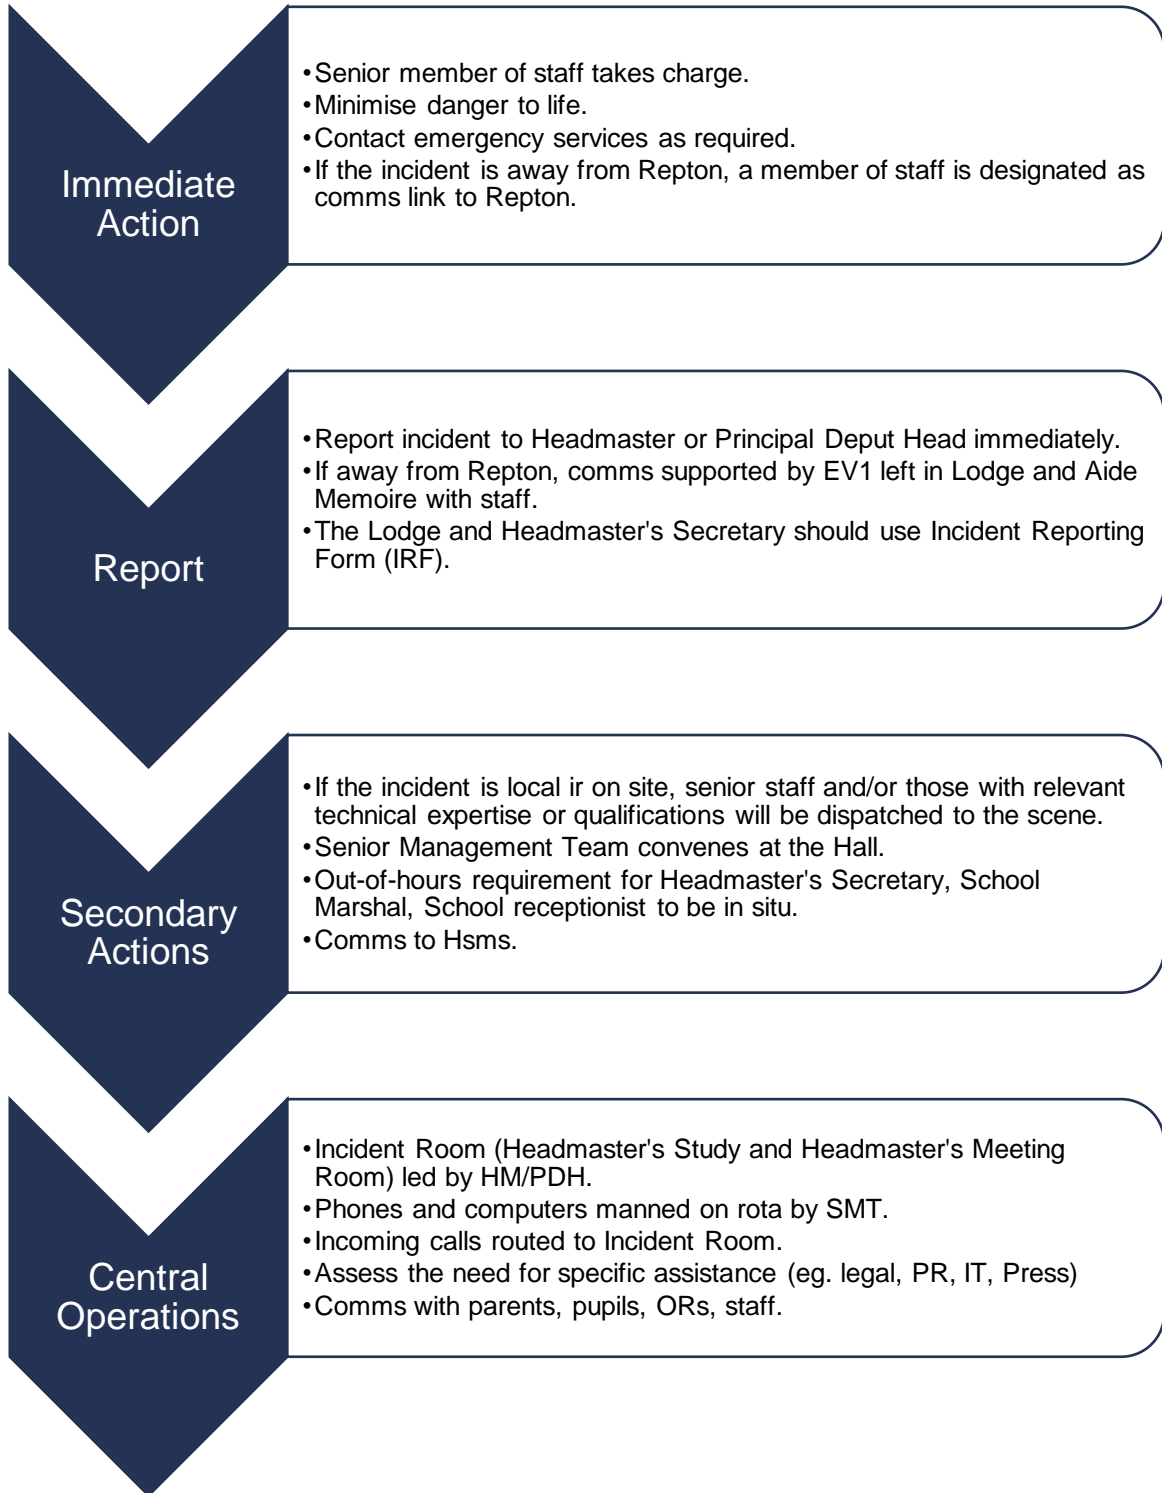 Immediate
Action
•Senior member of staff takes charge.
•Minimise danger to life.
•Contact emergency services as required.
•If the incident is away from Repton, a member of staff is designated as
comms link to Repton.
Report
•Report incident to Headmaster or Principal Deput Head immediately.
•If away from Repton, comms supported by EV1 left in Lodge and Aide
Memoire with staff.
•The Lodge and Headmaster's Secretary should use Incident Reporting
Form (IRF).
Secondary
Actions
•If the incident is local ir on site, senior staff and/or those with relevant
technical expertise or qualifications will be dispatched to the scene.
•Senior Management Team convenes at the Hall.
•Out-of-hours requirement for Headmaster's Secretary, School
Marshal, School receptionist to be in situ.
•Comms to Hsms.
Central
Operations
•Incident Room (Headmaster's Study and Headmaster's Meeting
Room) led by HM/PDH.
•Phones and computers manned on rota by SMT.
•Incoming calls routed to Incident Room.
•Assess the need for specific assistance (eg. legal, PR, IT, Press)
•Comms with parents, pupils, ORs, staff.